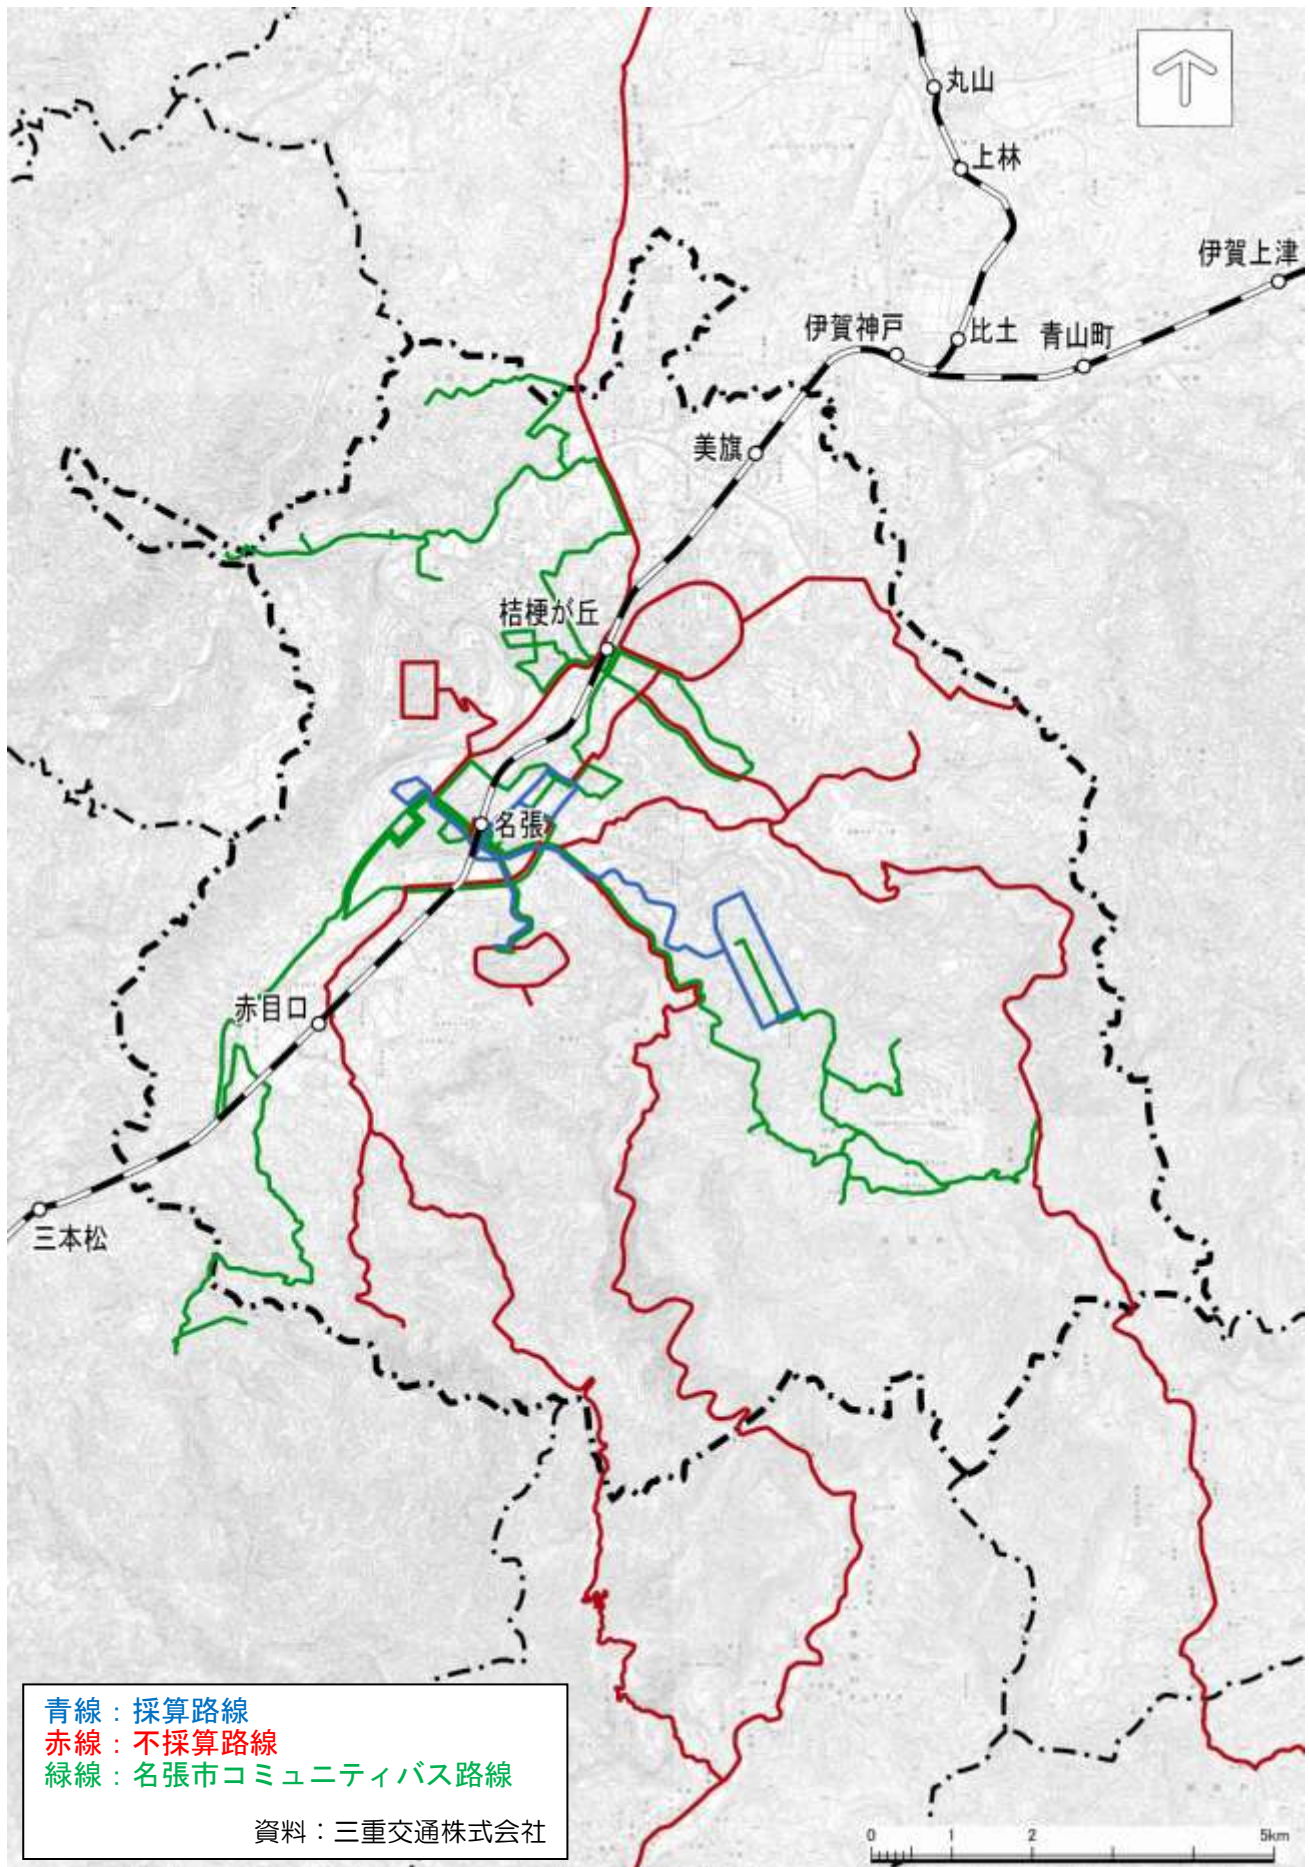 丸山
上林
伊賀上津
伊賀神戸
比土
青山町
美旗
桔梗が丘
名張
赤目口
三本松
青線：採算路線
赤線：不採算路線
緑線：名張市コミュニティバス路線
資料：三重交通株式会社
0 1 2 5km